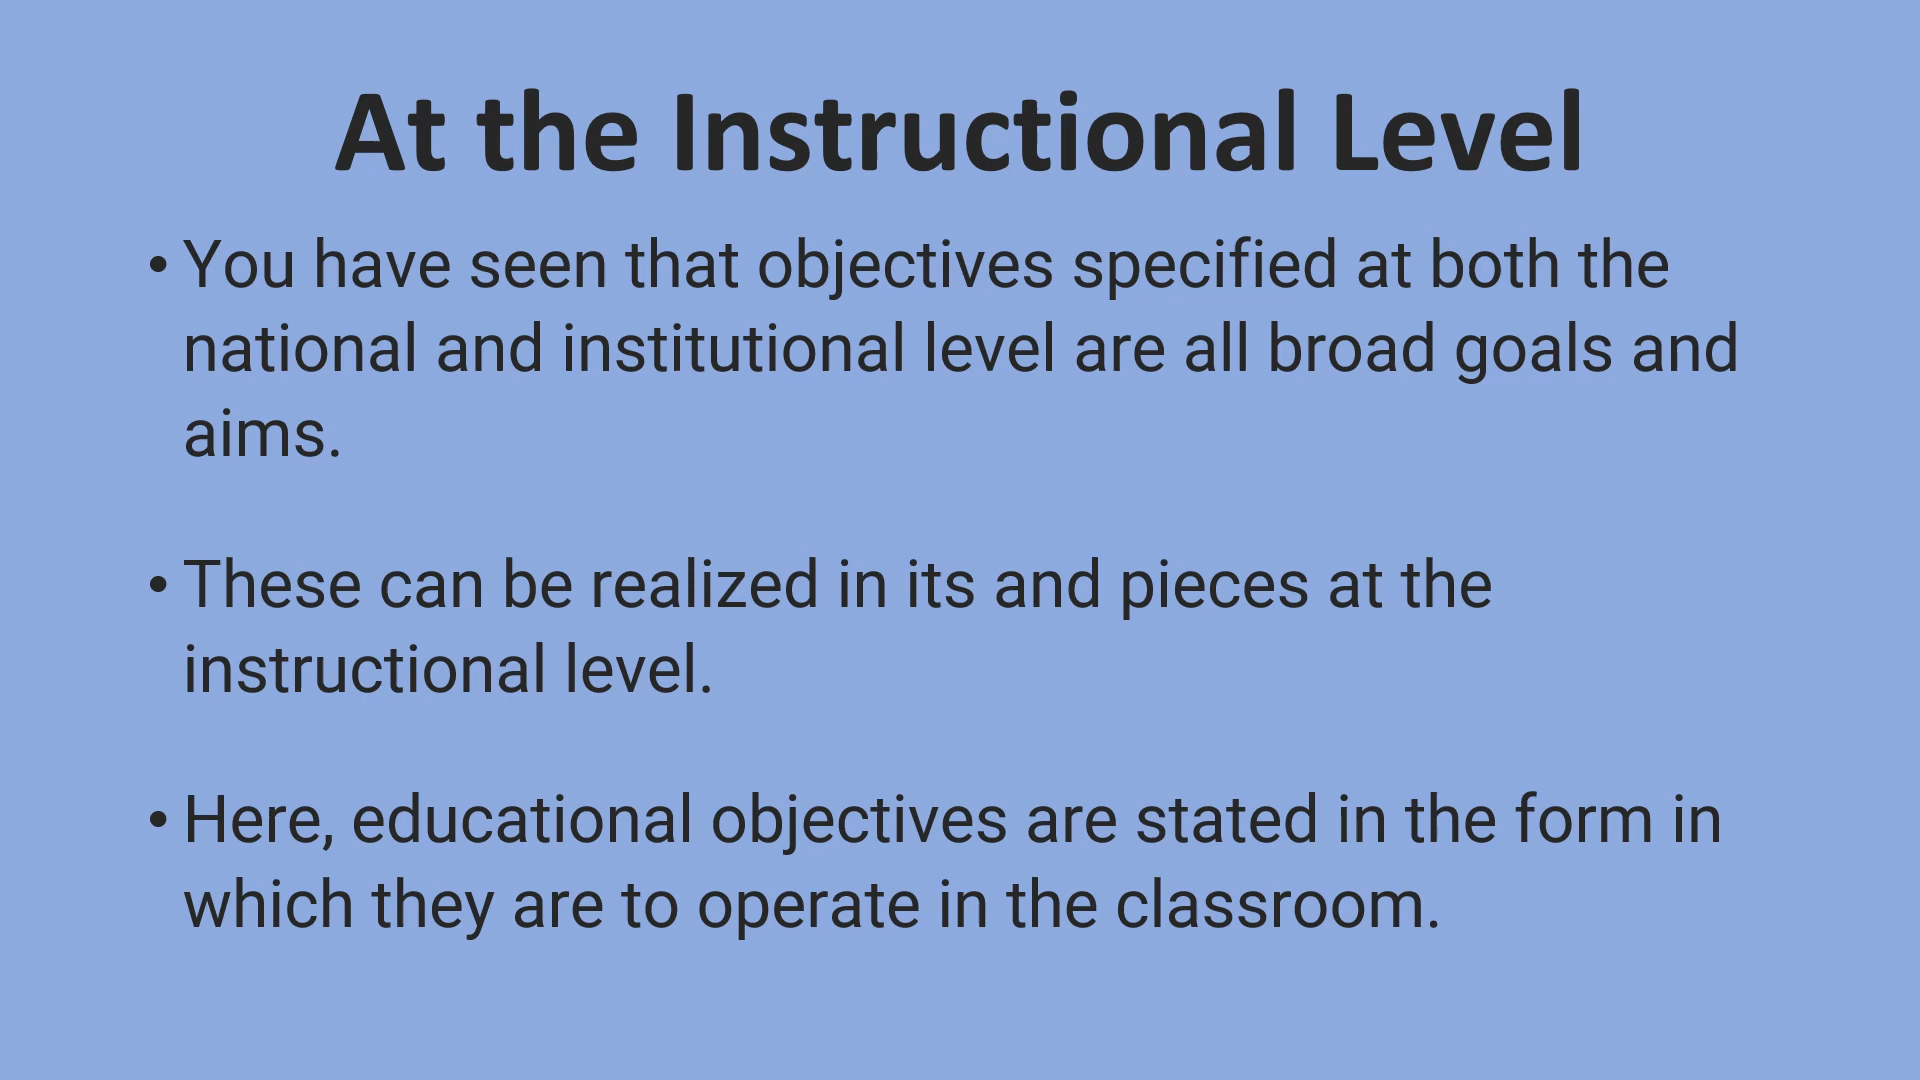 At the Instructional Level
• You have seen that objectives specified at both the
national and institutional level are all broad goals and
aims.
• These can be realized in its and pieces at the
instructional level.
• Here, educational objectives are stated in the form in
which they are to operate in the classroom.